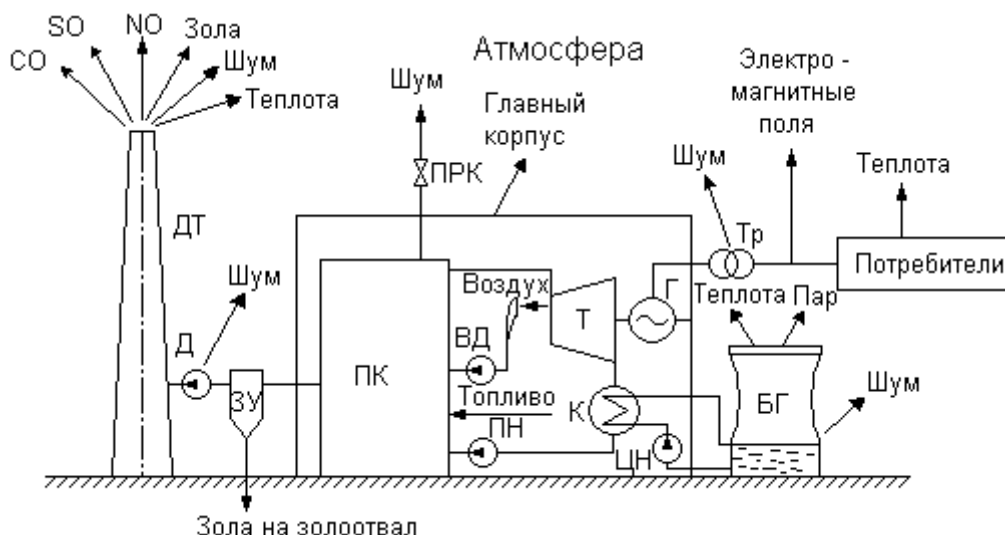 SO
NO
Зола
CO
Шум
Теплота
Атмосфера
Шум
Главный
корпус
Электро -
магнитные
поля
ПРК
Шум
Теплота
ДТ
Тр
Потребители
Шум
Воздух
Т
Г
Теплота
Пар
Д
ЗУ
ПК
ВД
Топливо
ПН
К
ЦН
БГ
Шум
Зола на золоотвал